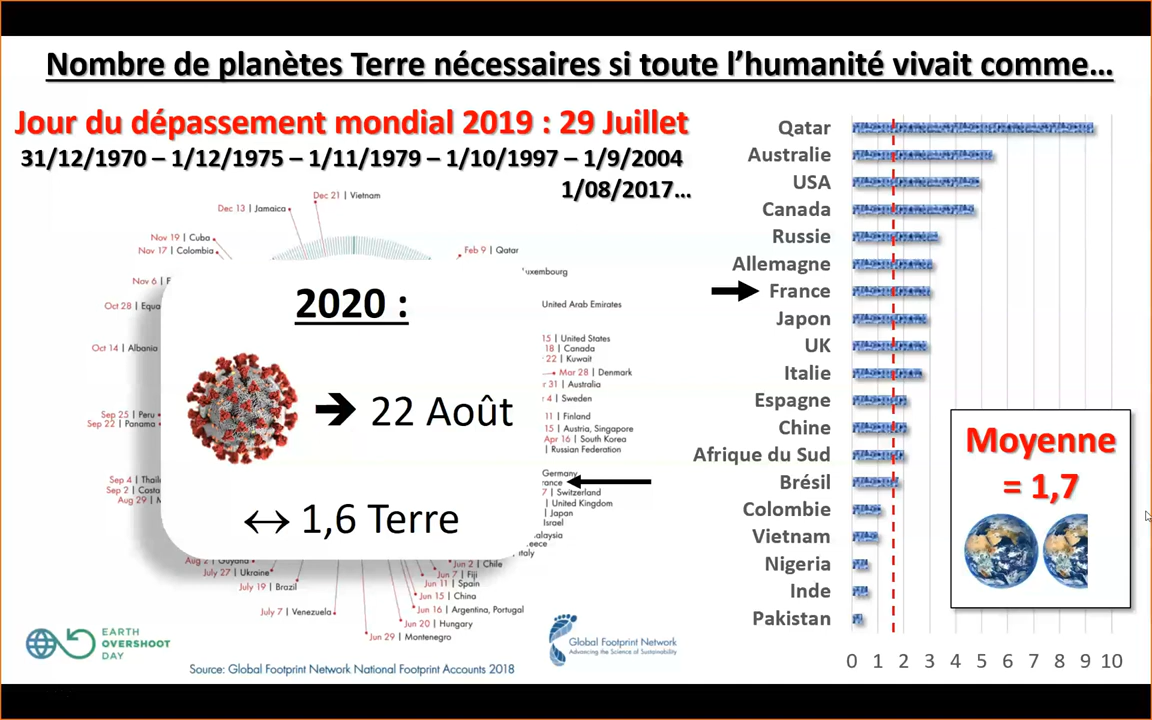 Nombre de planètes Terre nécessaires si toute l’humanité vivait comme…
Jour du dépassement mondial 2019 : 29 Juillet
31/12/1970 – 1/12/1975 – 1/11/1979 – 1/10/1997 – 1/9/2004
1/08/2017…
Dec 21 | Vietnam
Dec 13 | Jamaica
Nov 19 | Cuba
Nov 17 | Colombia
Nov 6 |
Oct 28 |
Oct 14 | Albania
Sep 25 | Peru
Sep 22 | Panama
Sep 4 |
Sep 2 |
Aug 29 |
Aug 2 | Guyana
July 27 | Ukraine
July 19 | Brazil
July 7 | Venezuela
Feb 9 | Qatar
United Arab Emirates
15 | United States
18 | Canada
22 | Kuwait
Mar 28 | Denmark
31 | Australia
4 | Sweden
11 | Finland
15 | Austria, Singapore
Apr 16 | South Korea
| Russian Federation
Germany
7 | Switzerland
| United Kingdom
| Japan
Israel
Jun 2 | Chile
Jun 7 | Fiji
Jun 11 | Spain
Jun 15 | China
Jun 16 | Argentina, Portugal
Jun 20 | Hungary
Jun 29 | Montenegro
2020 :
22 Août
1,6 Terre
EARTH
OVERSHOOT
DAY
Global Footprint Network
Advancing the Science of Sustainability
Source: Global Footprint Network National Footprint Accounts 2018
Qatar
Australie
USA
Canada
Russie
Allemagne
France
Japon
UK
Italie
Espagne
Chine
Afrique du Sud
Brésil
Colombie
Vietnam
Nigeria
Inde
Pakistan
0 1 2 3 4 5 6 7 8 9 10
Moyenne
= 1,7